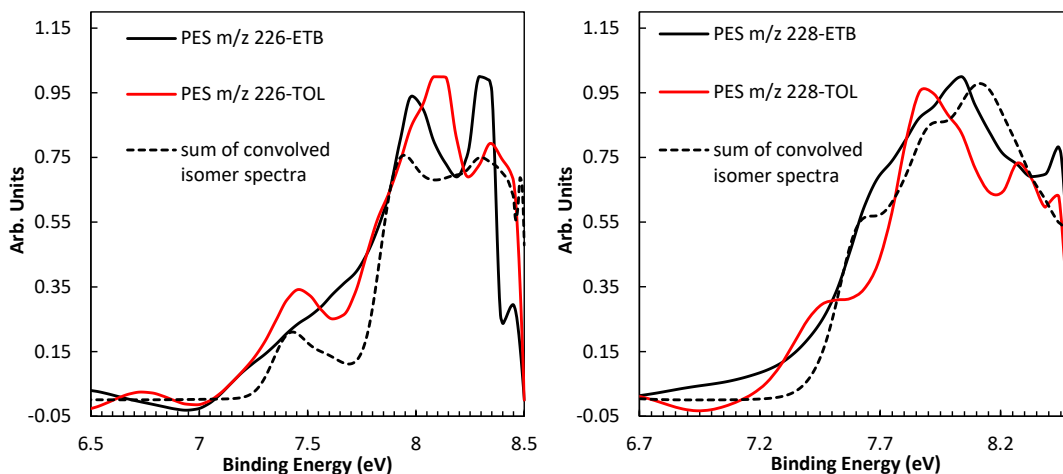 1.15
0.95
0.75
0.55
0.35
0.15
-0.05
Arb. Units
PES m/z 226-ETB
PES m/z 226-TOL
sum of convolved
isomer spectra
6.5
7
7.5
8
8.5
Binding Energy (eV)
1.15
0.95
0.75
0.55
0.35
0.15
-0.05
Arb. Units
PES m/z 228-ETB
PES m/z 228-TOL
sum of convolved
isomer spectra
6.7
7.2
7.7
8.2
Binding Energy (eV)